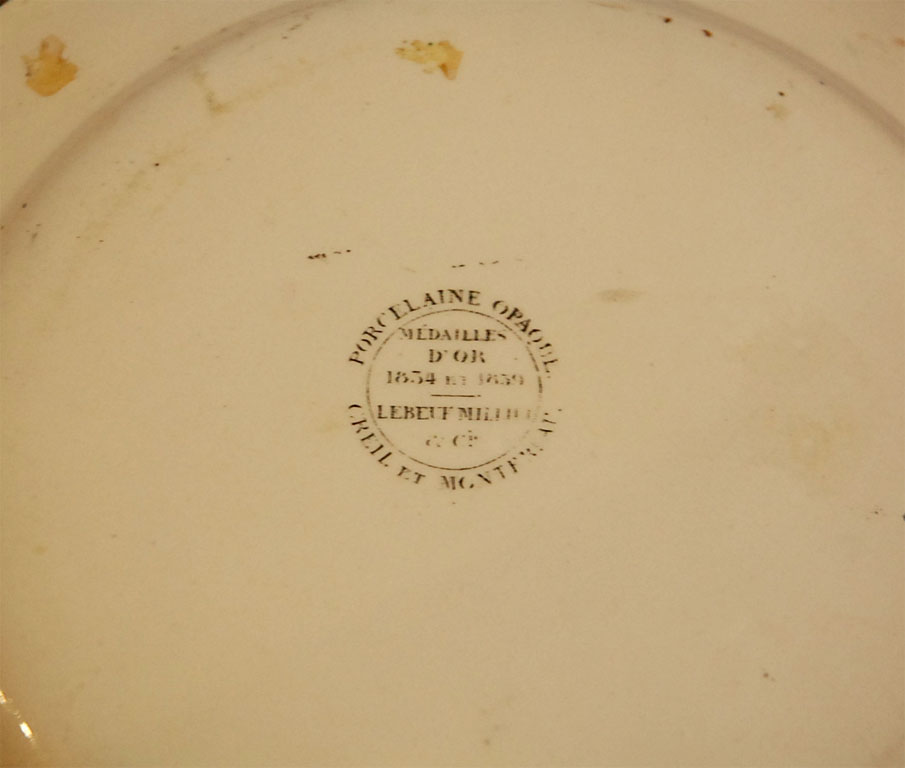 PORCELAINE OPAQUE
MÉDAILLES
D'OR
1834 ET 1839
LEBEUF MILLIET
& Cie
CREIL ET MONTEREAU